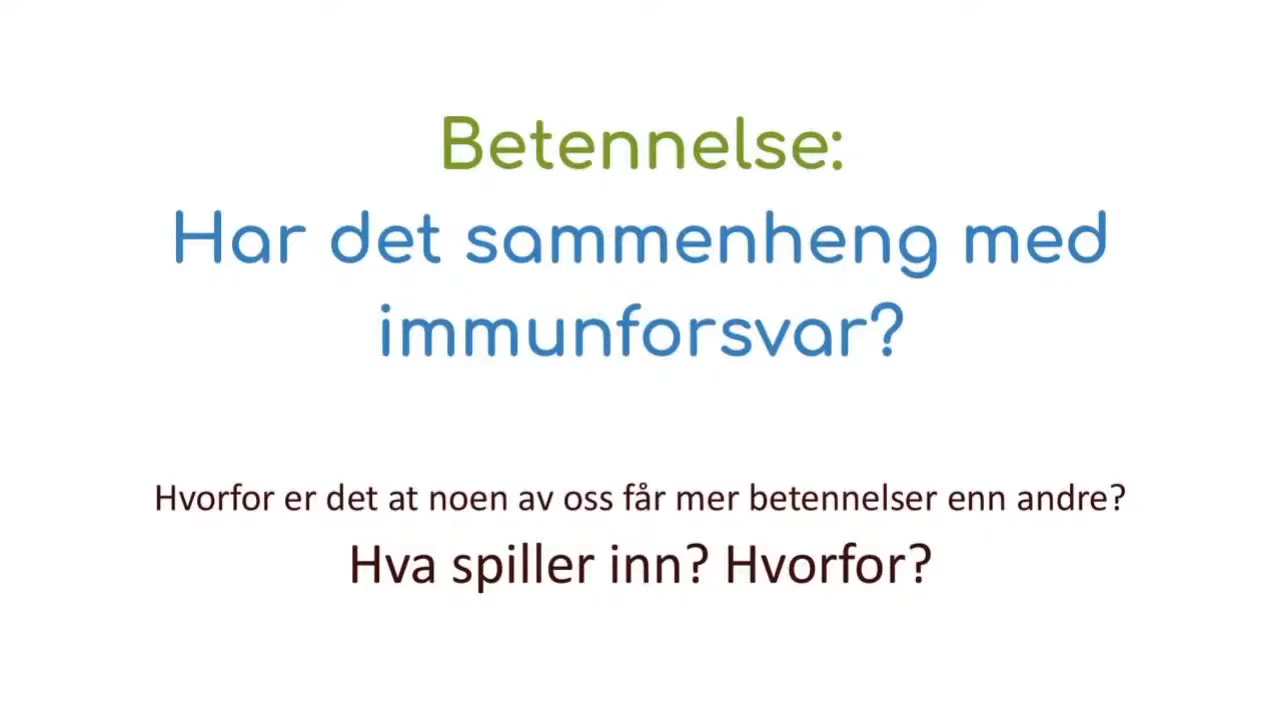 Betennelse:
Har det sammenheng med
immunforsvar?
Hvorfor er det at noen av oss får mer betennelser enn andre?
Hva spiller inn? Hvorfor?